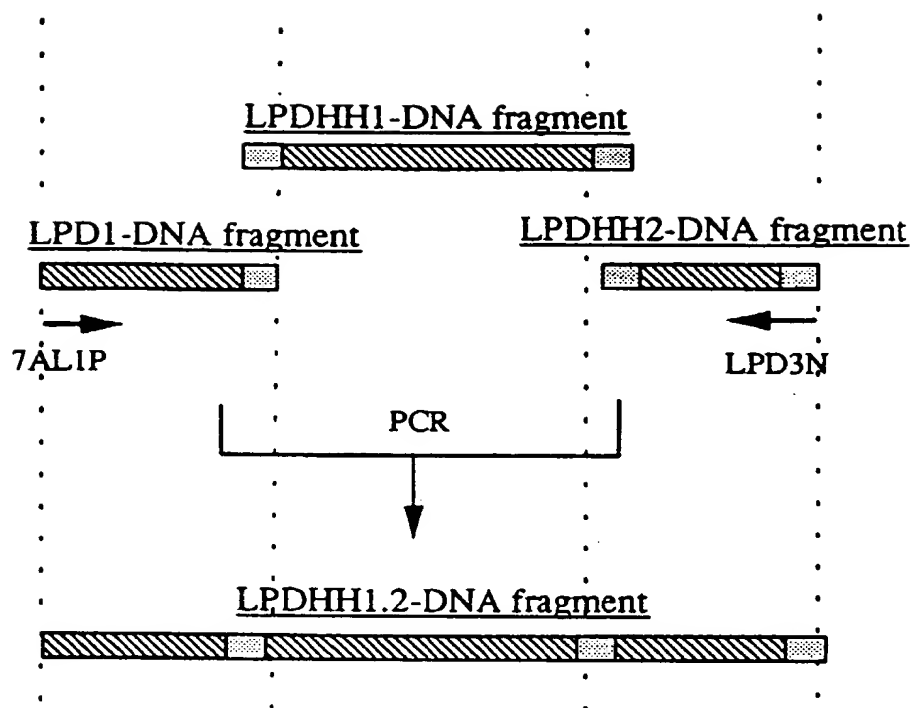 LPDHH1-DNA fragment
LPD1-DNA fragment
LPDHH2-DNA fragment
7AL1P
LPD3N
PCR
LPDHH1.2-DNA fragment